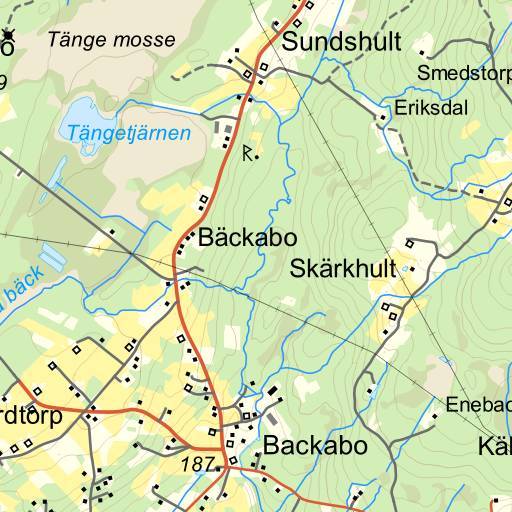 Tänge mosse
Sundshult
Smedstorp
Eriksdal
Tängetjärnen
R
Bäckabo
Skärkhult
bäck
Enebac
rdtorp
Backabo
Käl
187